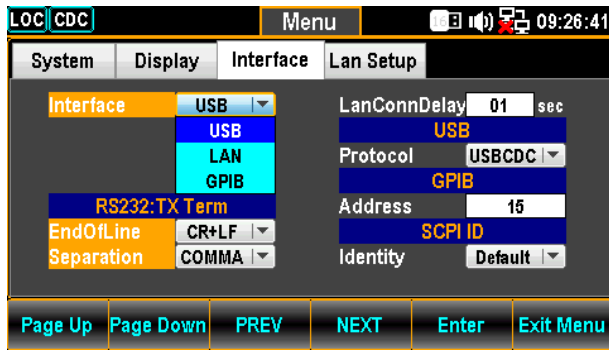 LOC CDC Menu 09:26:41
System Display Interface Lan Setup
Interface USB LanConnDelay 01 sec
USB USB
LAN Protocol USBCDC
GPIB GPIB
RS232:TX Term Address 15
EndOfLine CR+LF SCPI ID
Separation COMMA Identity Default
Page Up Page Down PREV NEXT Enter Exit Menu